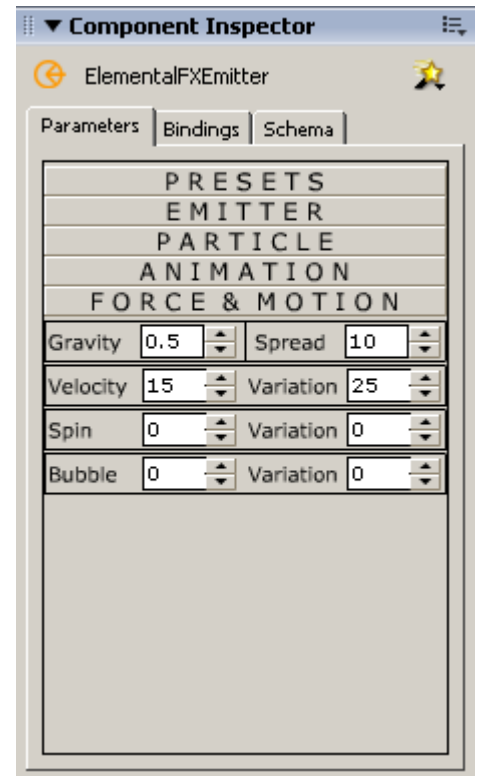 Component Inspector
ElementalFXEmitter
Parameters Bindings Schema
PRESETS
EMITTER
PARTICLE
ANIMATION
FORCE & MOTION
Gravity 0.5 Spread 10
Velocity 15 Variation 25
Spin 0 Variation 0
Bubble 0 Variation 0